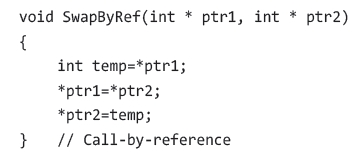 void SwapByRef(int * ptr1, int * ptr2)
{
    int temp=*ptr1;
    *ptr1=*ptr2;
    *ptr2=temp;
}   // Call-by-reference